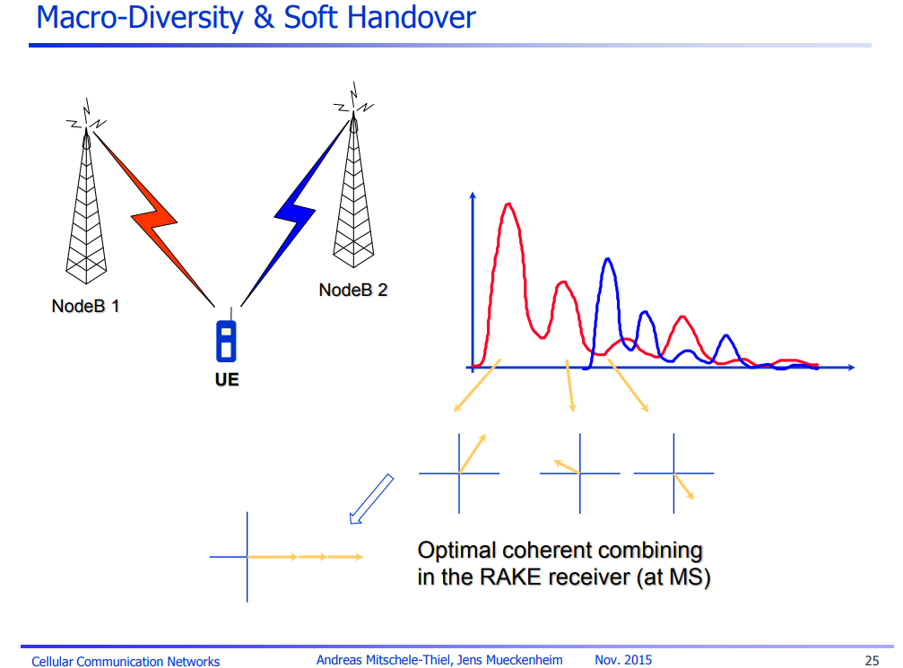 Macro-Diversity & Soft Handover
NodeB 1
NodeB 2
UE
Optimal coherent combining
in the RAKE receiver (at MS)
Cellular Communication Networks
Andreas Mitschele-Thiel, Jens Mueckenheim
Nov. 2015
25